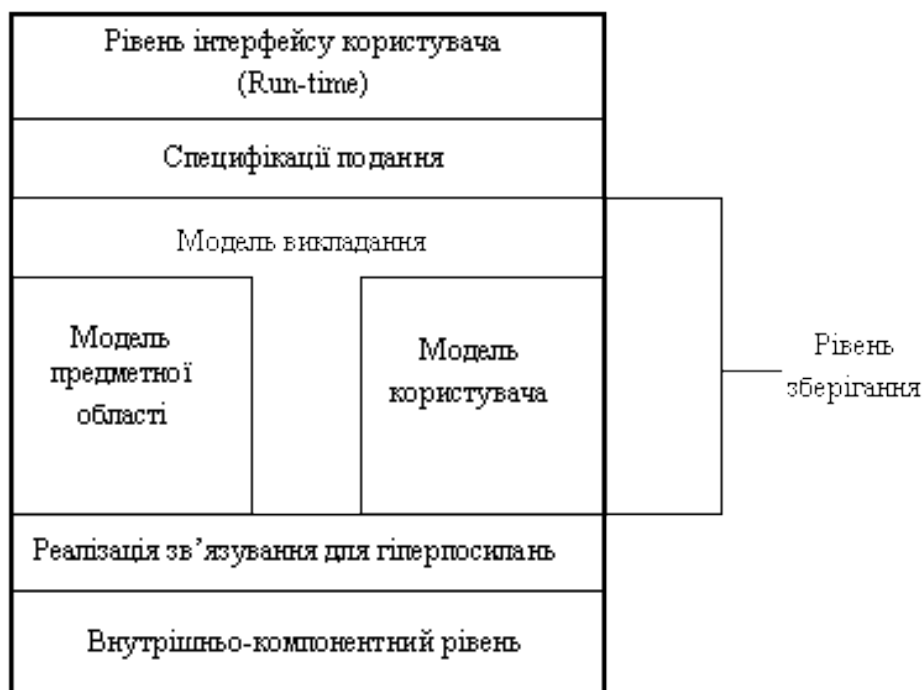 Рівень інтерфейсу користувача
(Run-time)
Специфікації подання
Модель викладання
Модель
предметної
області
Модель
користувача
Рівень
зберігання
Реалізація зв’язування для гіперпосилань
Внутрішньо-компонентний рівень